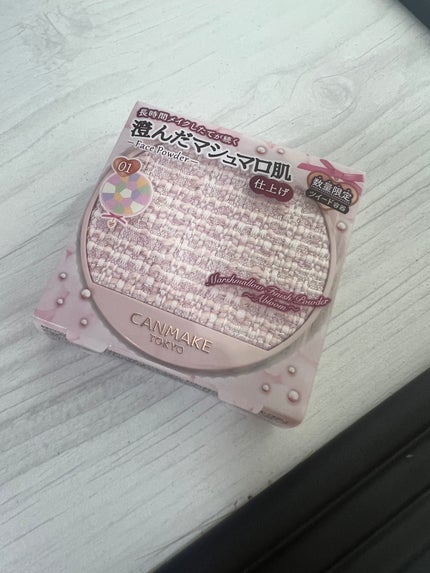 長時間メイクしたてが続く
澄んだマシュマロ肌
-Face Powder-
仕上げ
01
数量限定
ツイード容器
Marshmallow Finish Powder
~Abloom~
CANMAKE
TOKYO